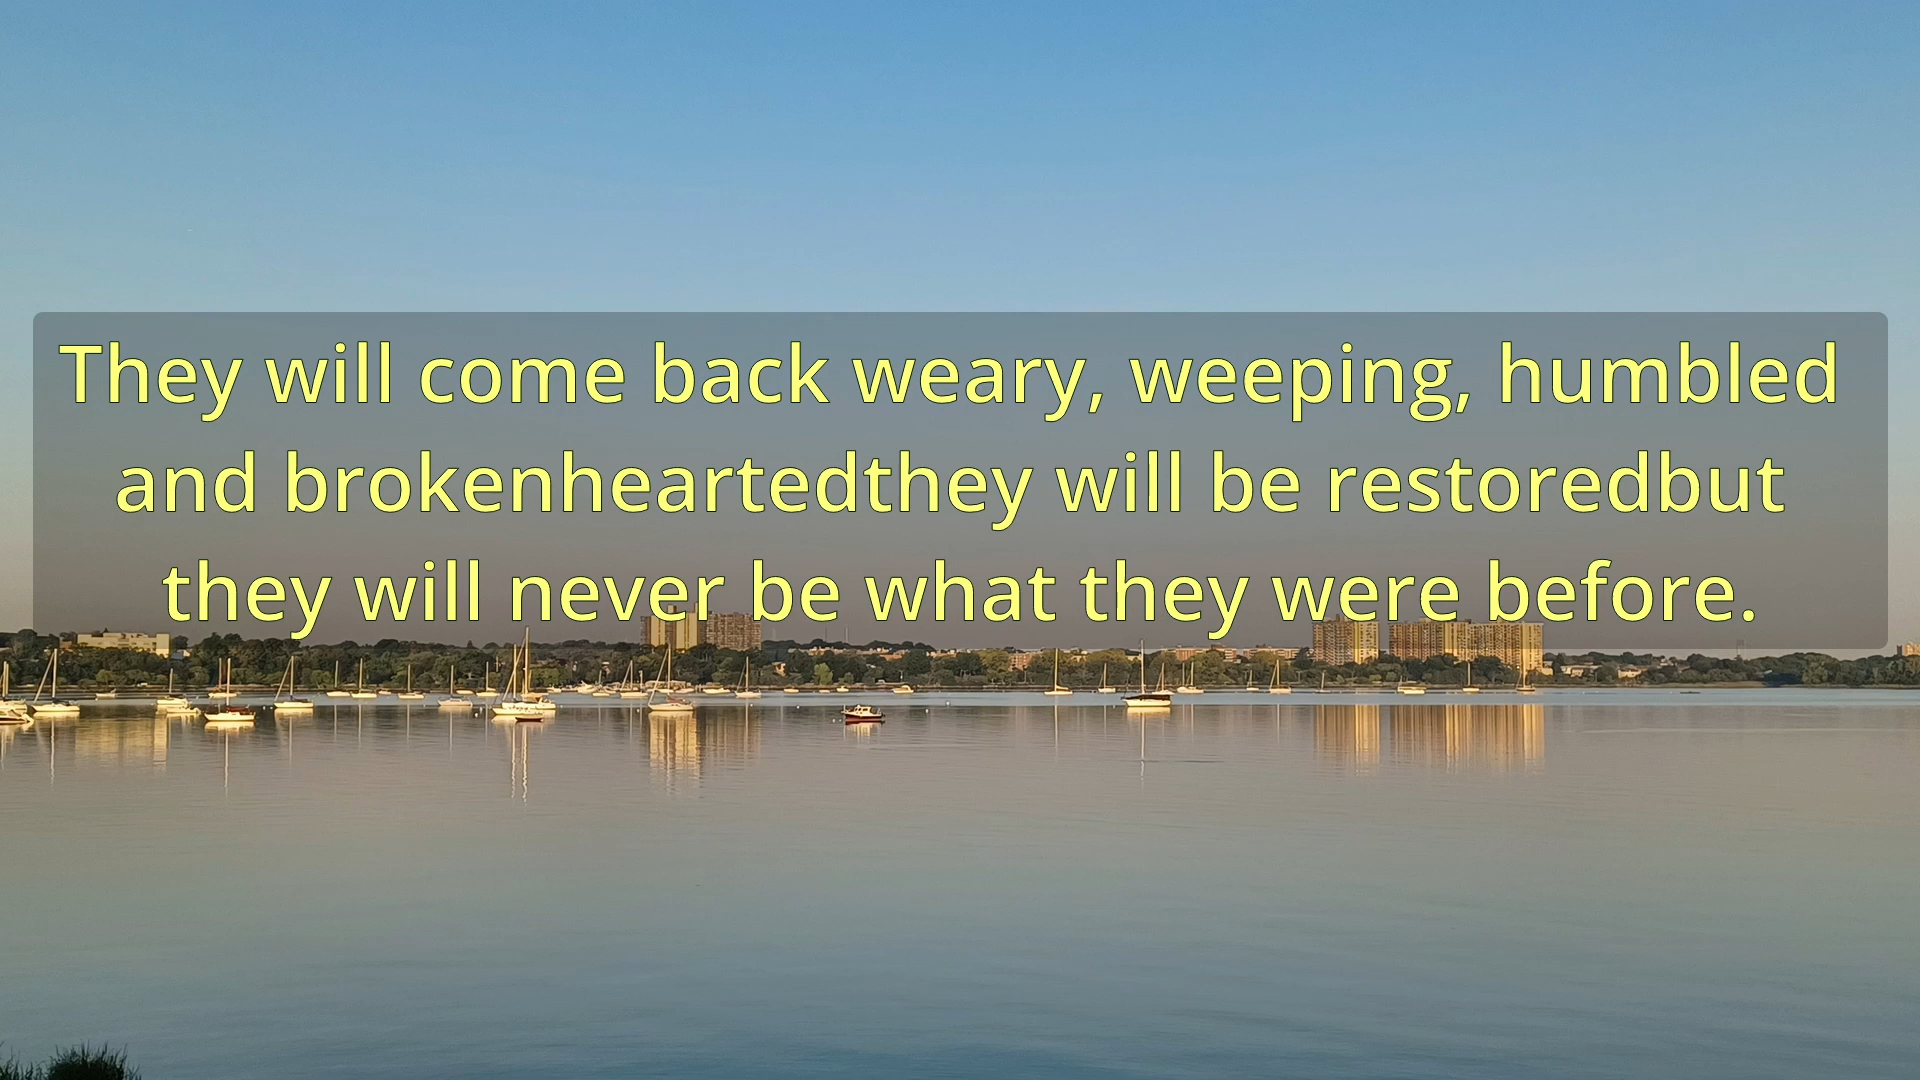 They will come back weary, weeping, humbled
and brokenheartedthey will be restoredbut
they will never be what they were before.